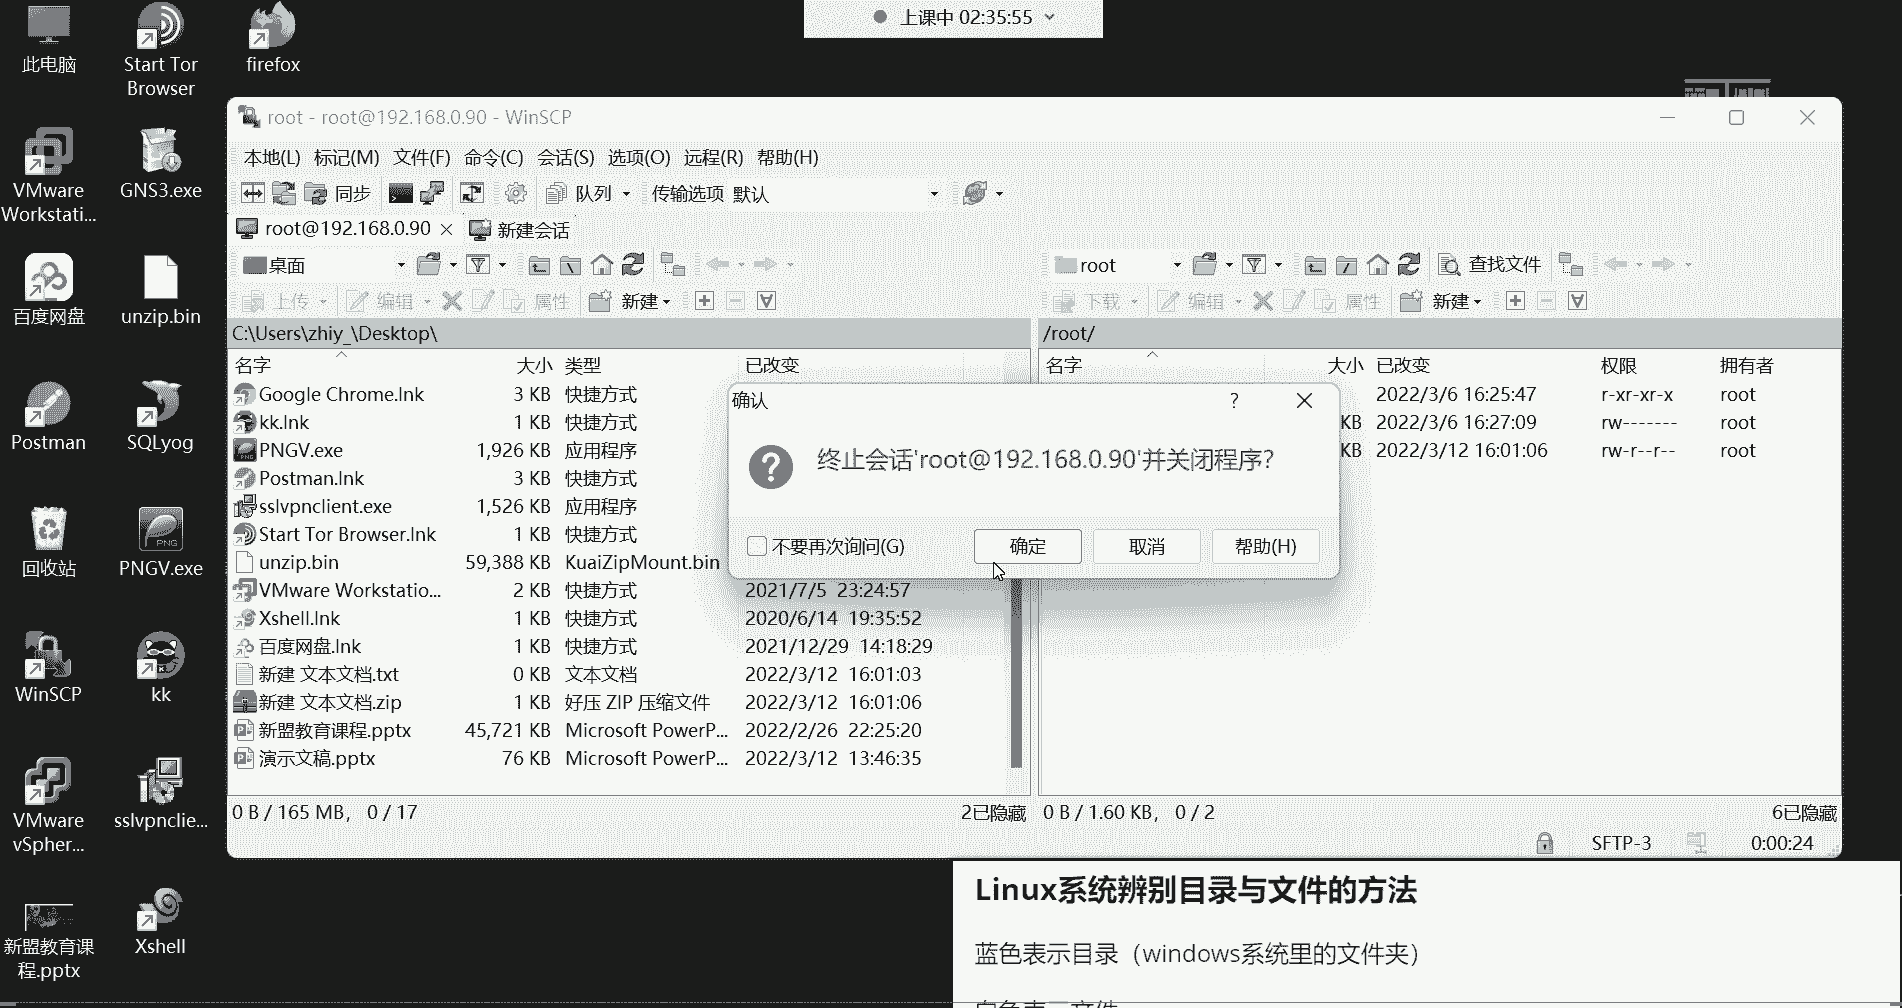 上课中 02:35:55
此电脑
Start Tor
Browser
firefox
VMware
Workstati...
GNS3.exe
百度网盘
unzip.bin
Postman
SQLyog
回收站
PNGV.exe
PNG
WinSCP
kk
VMware
vSpher...
sslvpnclie...
新盟教育课
程.pptx
Xshell
root - root@192.168.0.90 - WinSCP
本地(L) 标记(M) 文件(F) 命令(C) 会话(S) 选项(O) 远程(R) 帮助(H)
同步 队列 传输选项 默认
root@192.168.0.90 新建会话
桌面
root 查找文件
上传 编辑 属性 新建
下载 编辑 属性 新建
C:\Users\zhiy_\Desktop\
/root/
名字 大小 类型 已改变
Google Chrome.lnk 3 KB 快捷方式
kk.lnk 1 KB 快捷方式
PNGV.exe 1,926 KB 应用程序
Postman.lnk 3 KB 快捷方式
sslvpnclient.exe 1,526 KB 应用程序
Start Tor Browser.lnk 1 KB 快捷方式
unzip.bin 59,388 KB KuaiZipMount.bin
VMware Workstatio... 2 KB 快捷方式 2021/7/5 23:24:57
Xshell.lnk 1 KB 快捷方式 2020/6/14 19:35:52
百度网盘.lnk 1 KB 快捷方式 2021/12/29 14:18:29
新建 文本文档.txt 0 KB 文本文档 2022/3/12 16:01:03
新建 文本文档.zip 1 KB 好压 ZIP 压缩文件 2022/3/12 16:01:06
新盟教育课程.pptx 45,721 KB Microsoft PowerP... 2022/2/26 22:25:20
演示文稿.pptx 76 KB Microsoft PowerP... 2022/3/12 13:46:35
名字 大小 已改变 权限 拥有者
2022/3/6 16:25:47 r-xr-xr-x root
KB 2022/3/6 16:27:09 rw------- root
KB 2022/3/12 16:01:06 rw-r--r-- root
确认
?
终止会话'root@192.168.0.90'并关闭程序?
不要再次询问(G) 确定 取消 帮助(H)
0 B / 165 MB, 0 / 17 2已隐藏
0 B / 1.60 KB, 0 / 2 6已隐藏
SFTP-3 0:00:24
Linux系统辨别目录与文件的方法
蓝色表示目录（windows系统里的文件夹）